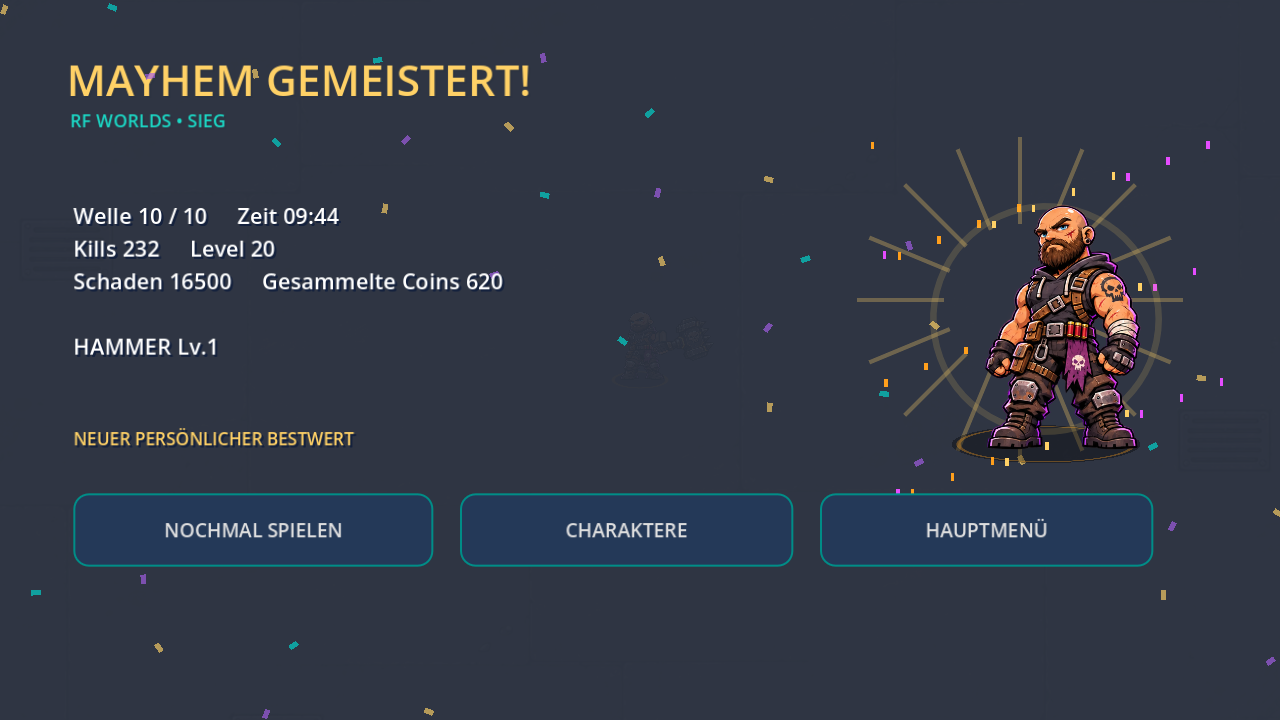 MAYHEM GEMEISTERT!
RF WORLDS • SIEG
Welle 10 / 10 Zeit 09:44
Kills 232 Level 20
Schaden 16500 Gesammelte Coins 620
HAMMER Lv.1
NEUER PERSÖNLICHER BESTWERT
NOCHMAL SPIELEN
CHARAKTERE
HAUPTMENÜ